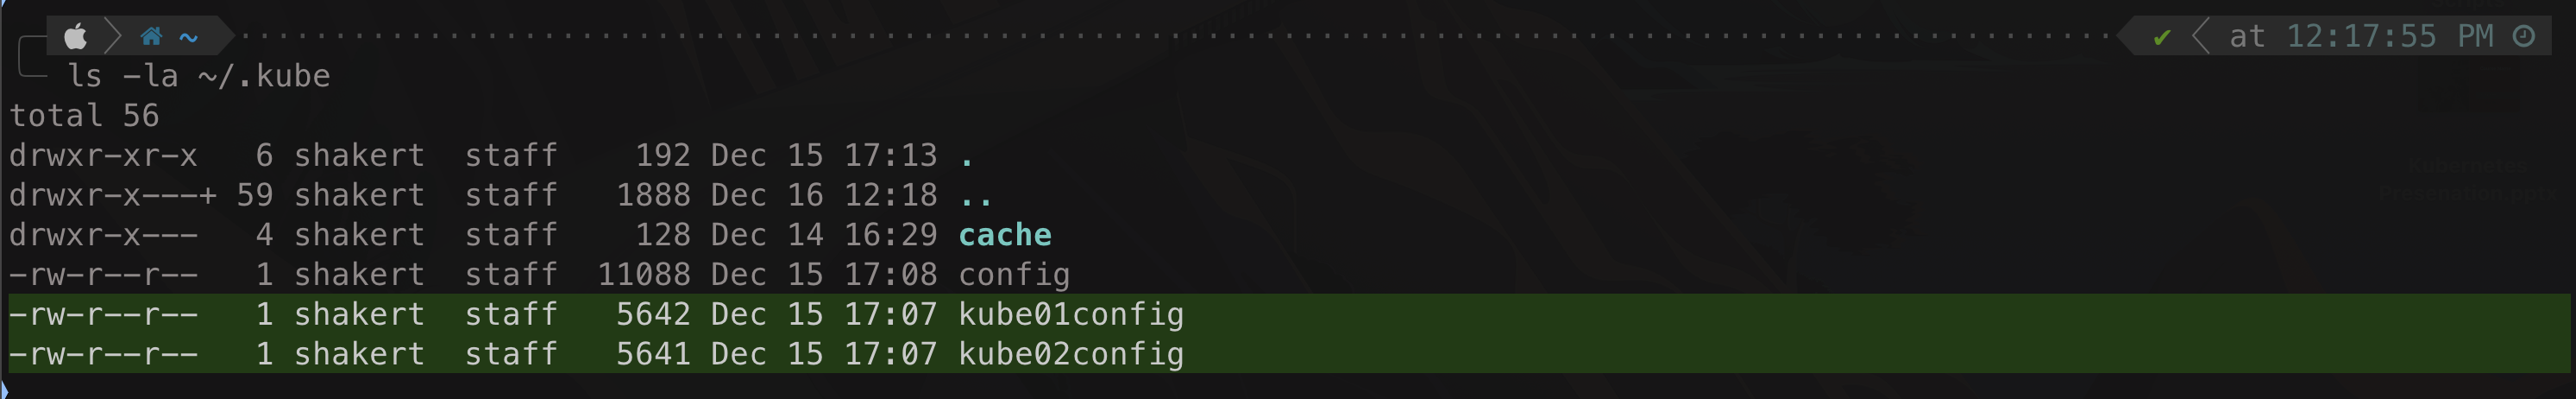 ~ ✔ at 12:17:55 PM
ls -la ~/.kube
total 56
drwxr-xr-x   6 shakert  staff    192 Dec 15 17:13 .
drwxr-x---+ 59 shakert  staff   1888 Dec 16 12:18 ..
drwxr-x---   4 shakert  staff    128 Dec 14 16:29 cache
-rw-r--r--   1 shakert  staff  11088 Dec 15 17:08 config
-rw-r--r--   1 shakert  staff   5642 Dec 15 17:07 kube01config
-rw-r--r--   1 shakert  staff   5641 Dec 15 17:07 kube02config
Kubernetes